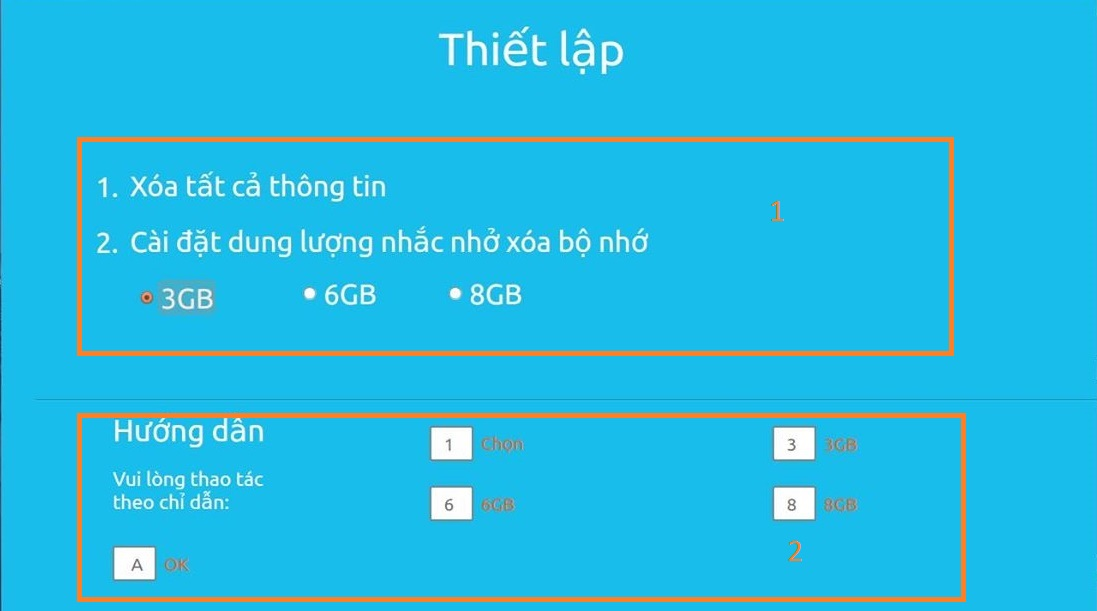 Thiết lập
1. Xóa tất cả thông tin
1
2. Cài đặt dung lượng nhắc nhở xóa bộ nhớ
3GB 6GB 8GB
Hướng dẫn
1 Chọn 3 3GB
Vui lòng thao tác
theo chỉ dẫn:
6 6GB 8 8GB
2
A OK